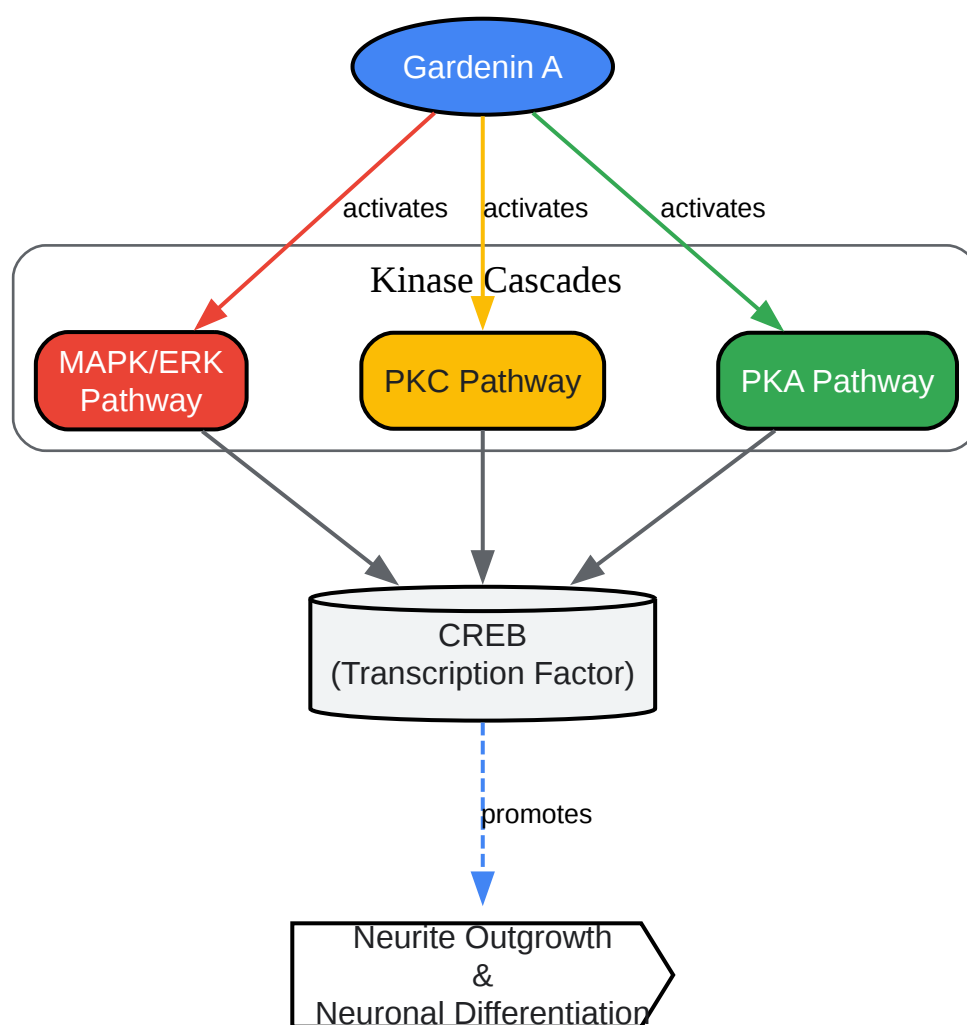 Gardenin A
activates activates activates
Kinase Cascades
MAPK/ERK
Pathway
PKC Pathway
PKA Pathway
CREB
(Transcription Factor)
promotes
Neurite Outgrowth
&
Neuronal Differentiation